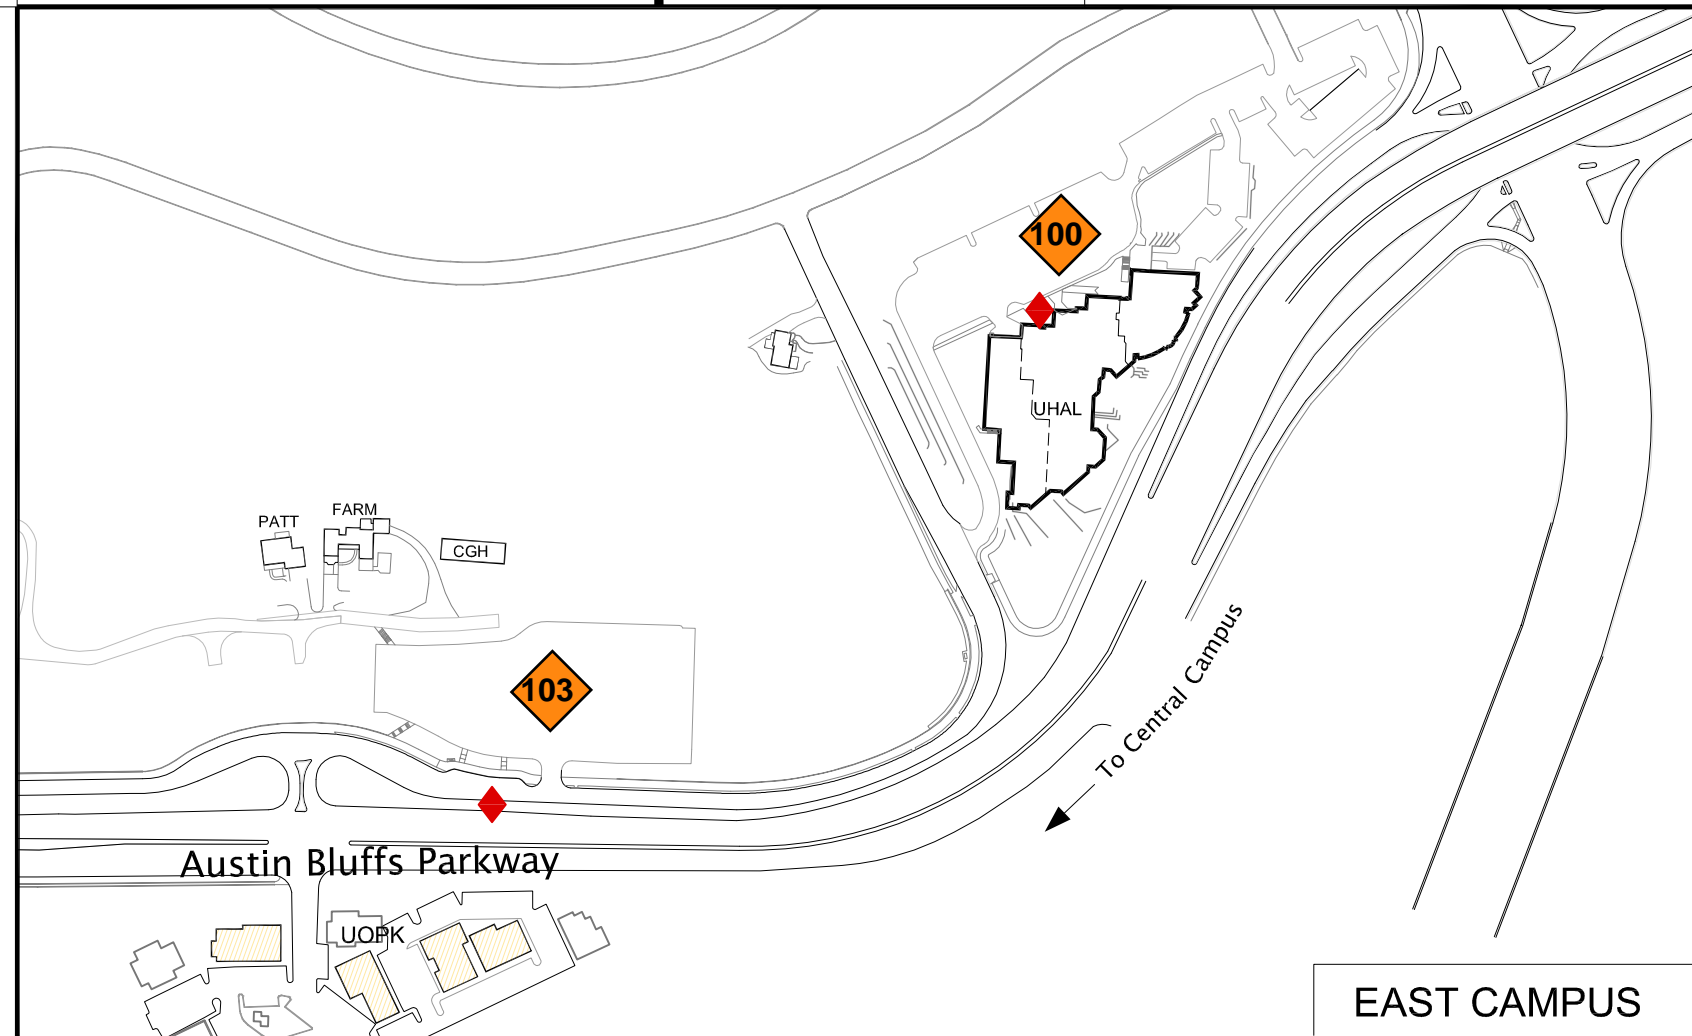 100
UHAL
FARM
PATT
CGH
To Central Campus
103
Austin Bluffs Parkway
UOPK
EAST CAMPUS